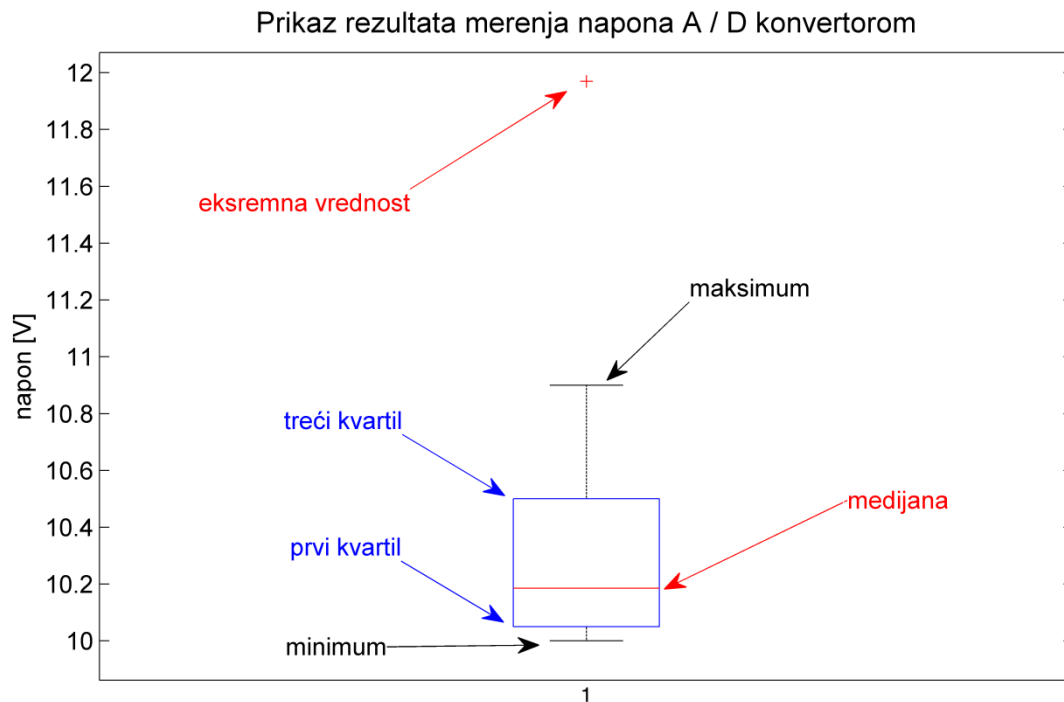 Prikaz rezultata merenja napona A / D konvertorom
12
11.8
11.6
11.4
11.2
11
10.8
10.6
10.4
10.2
10
napon [V]
eksremna vrednost
maksimum
treći kvartil
medijana
prvi kvartil
minimum
1